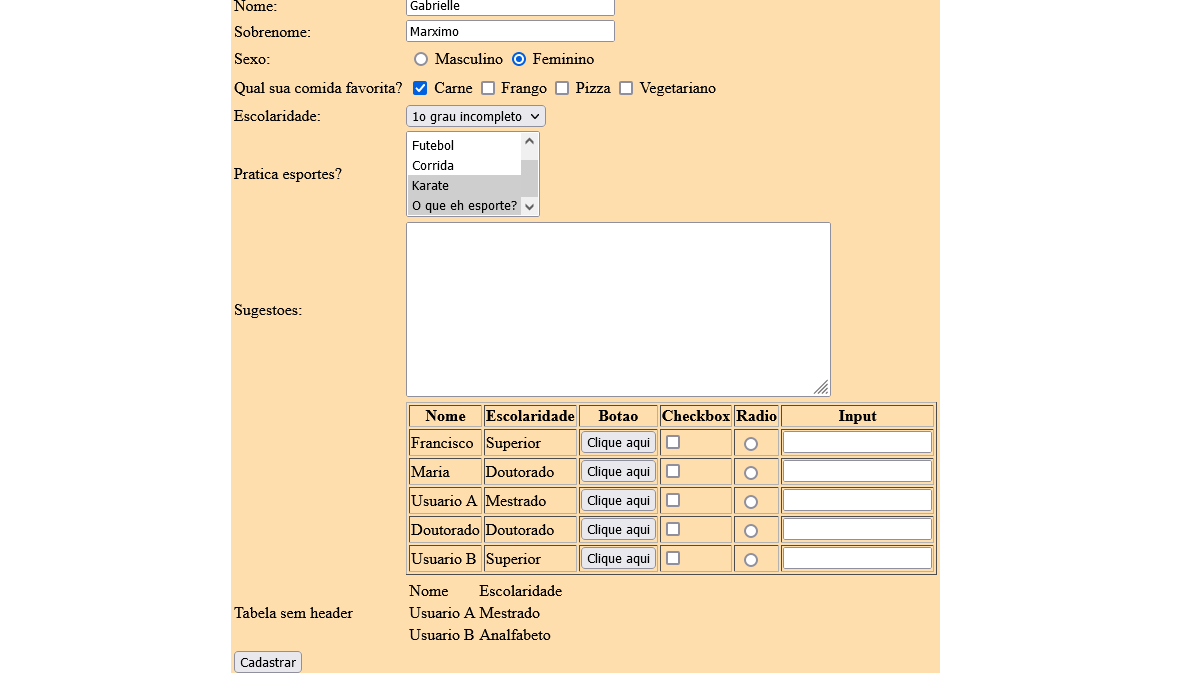 Nome: Gabrielle
Sobrenome: Marximo
Sexo: Masculino Feminino
Qual sua comida favorita? Carne Frango Pizza Vegetariano
Escolaridade: 1o grau incompleto
Pratica esportes?
Futebol
Corrida
Karate
O que eh esporte?
Sugestoes:
Nome Escolaridade Botao Checkbox Radio Input
Francisco Superior Clique aqui
Maria Doutorado Clique aqui
Usuario A Mestrado Clique aqui
Doutorado Doutorado Clique aqui
Usuario B Superior Clique aqui
Tabela sem header
Nome Escolaridade
Usuario A Mestrado
Usuario B Analfabeto
Cadastrar